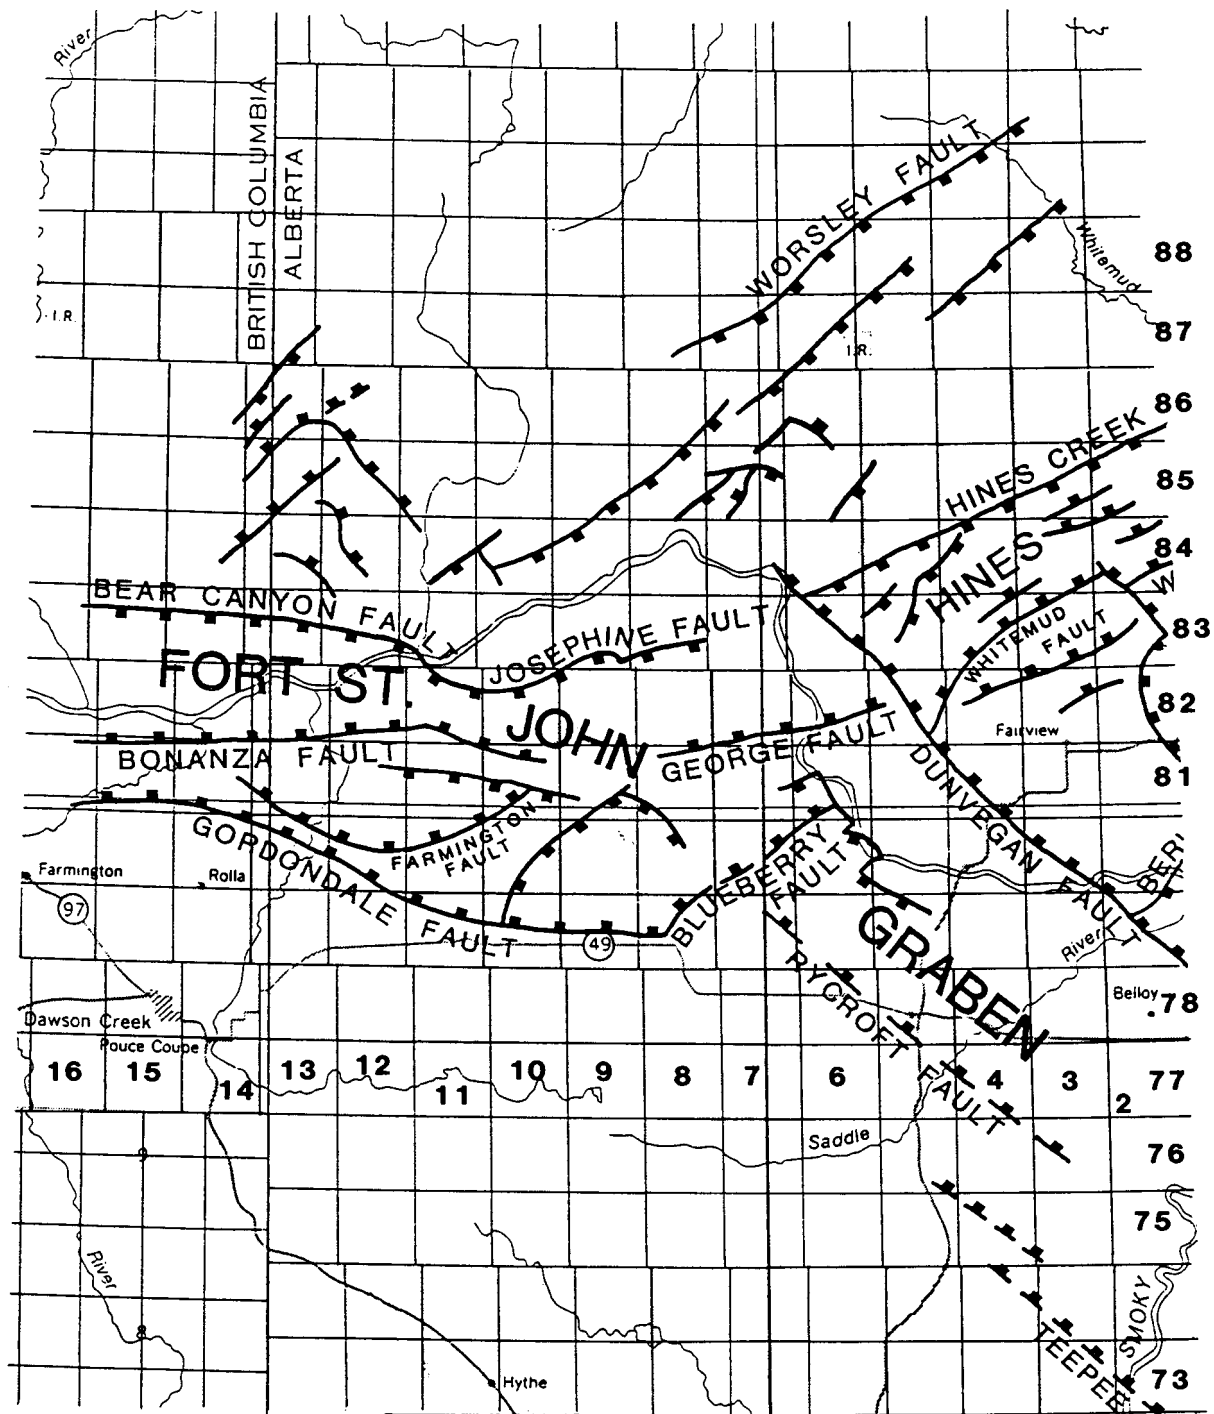 River
BRITISH COLUMBIA
ALBERTA
WORSLEY FAULT
Whitemud
88
I.R.
87
I.R.
86
HINES CREEK
85
HINES
84
BEAR CANYON FAULT
W
JOSEPHINE FAULT
WHITEMUD
FAULT
83
FORT ST. JOHN
82
BONANZA FAULT
GEORGE FAULT
Fairview
81
DUNVEGAN FAULT
GORDONDALE FAULT
FARMINGTON
FAULT
BLUEBERRY
FAULT
BER
Farmington
Rolla
97
49
GRABEN
River
RYCROFT FAULT
Belloy
78
Dawson Creek
Pouce Coupe
16 15 14 13 12 11 10 9 8 7 6 4 3 2 77
Saddle
76
9
75
River
8
SMOKY
TEEPEE
73
Hythe